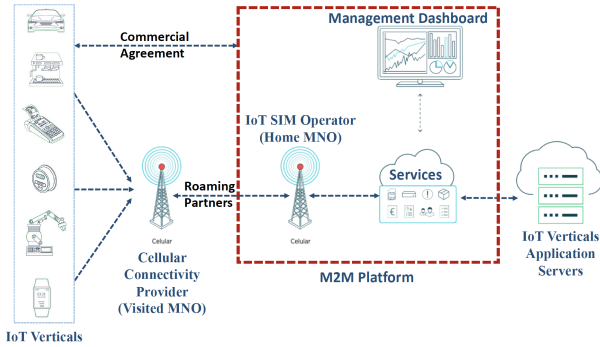 Management Dashboard
Commercial
Agreement
IoT SIM Operator
(Home MNO)
Services
€
Roaming
Partners
Celular
Celular
Cellular
Connectivity
Provider
(Visited MNO)
IoT Verticals
Application
Servers
M2M Platform
IoT Verticals